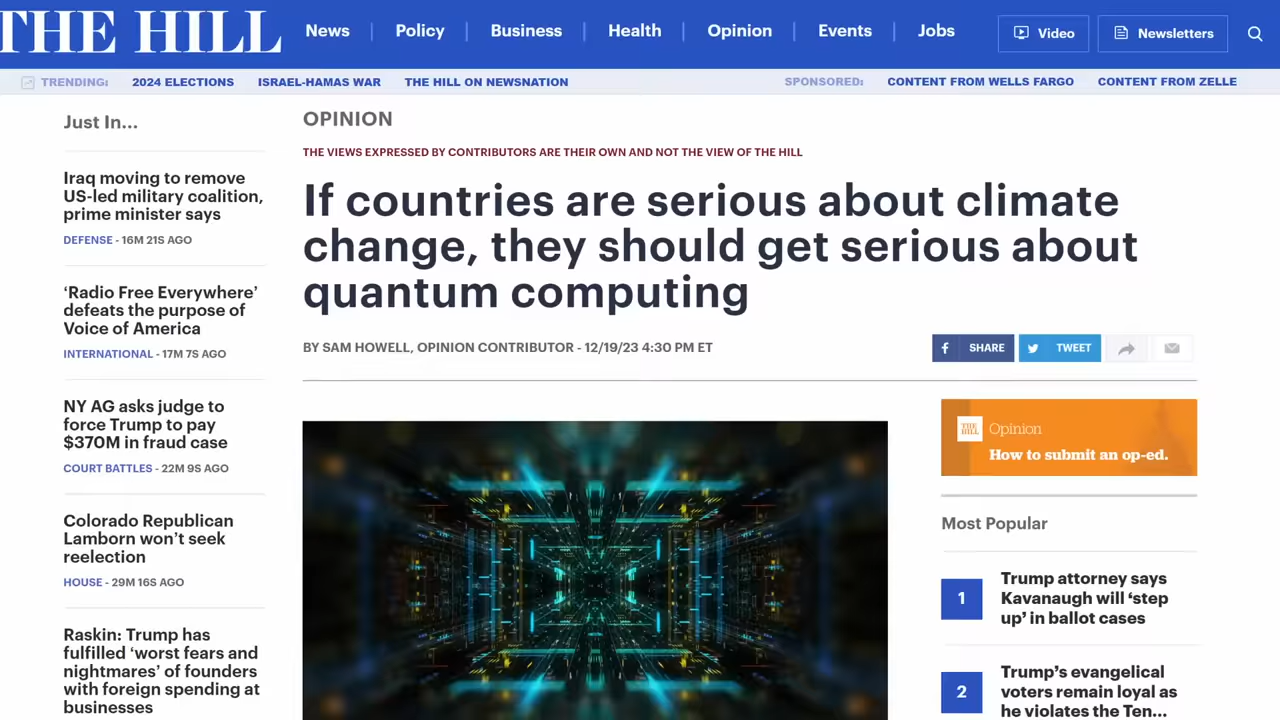 THE HILL
News
Policy
Business
Health
Opinion
Events
Jobs
Video
Newsletters
TRENDING:
2024 ELECTIONS
ISRAEL-HAMAS WAR
THE HILL ON NEWSNATION
SPONSORED:
CONTENT FROM WELLS FARGO
CONTENT FROM ZELLE
Just In...
Iraq moving to remove
US-led military coalition,
prime minister says
DEFENSE - 16M 21S AGO
‘Radio Free Everywhere’
defeats the purpose of
Voice of America
INTERNATIONAL - 17M 7S AGO
NY AG asks judge to
force Trump to pay
$370M in fraud case
COURT BATTLES - 22M 9S AGO
Colorado Republican
Lamborn won’t seek
reelection
HOUSE - 29M 16S AGO
Raskin: Trump has
fulfilled ‘worst fears and
nightmares’ of founders
with foreign spending at
businesses
OPINION
THE VIEWS EXPRESSED BY CONTRIBUTORS ARE THEIR OWN AND NOT THE VIEW OF THE HILL
If countries are serious about climate
change, they should get serious about
quantum computing
BY SAM HOWELL, OPINION CONTRIBUTOR - 12/19/23 4:30 PM ET
SHARE
TWEET
THE HILL
Opinion
How to submit an op-ed.
Most Popular
1
Trump attorney says
Kavanaugh will ‘step
up’ in ballot cases
2
Trump’s evangelical
voters remain loyal as
he violates the Ten...